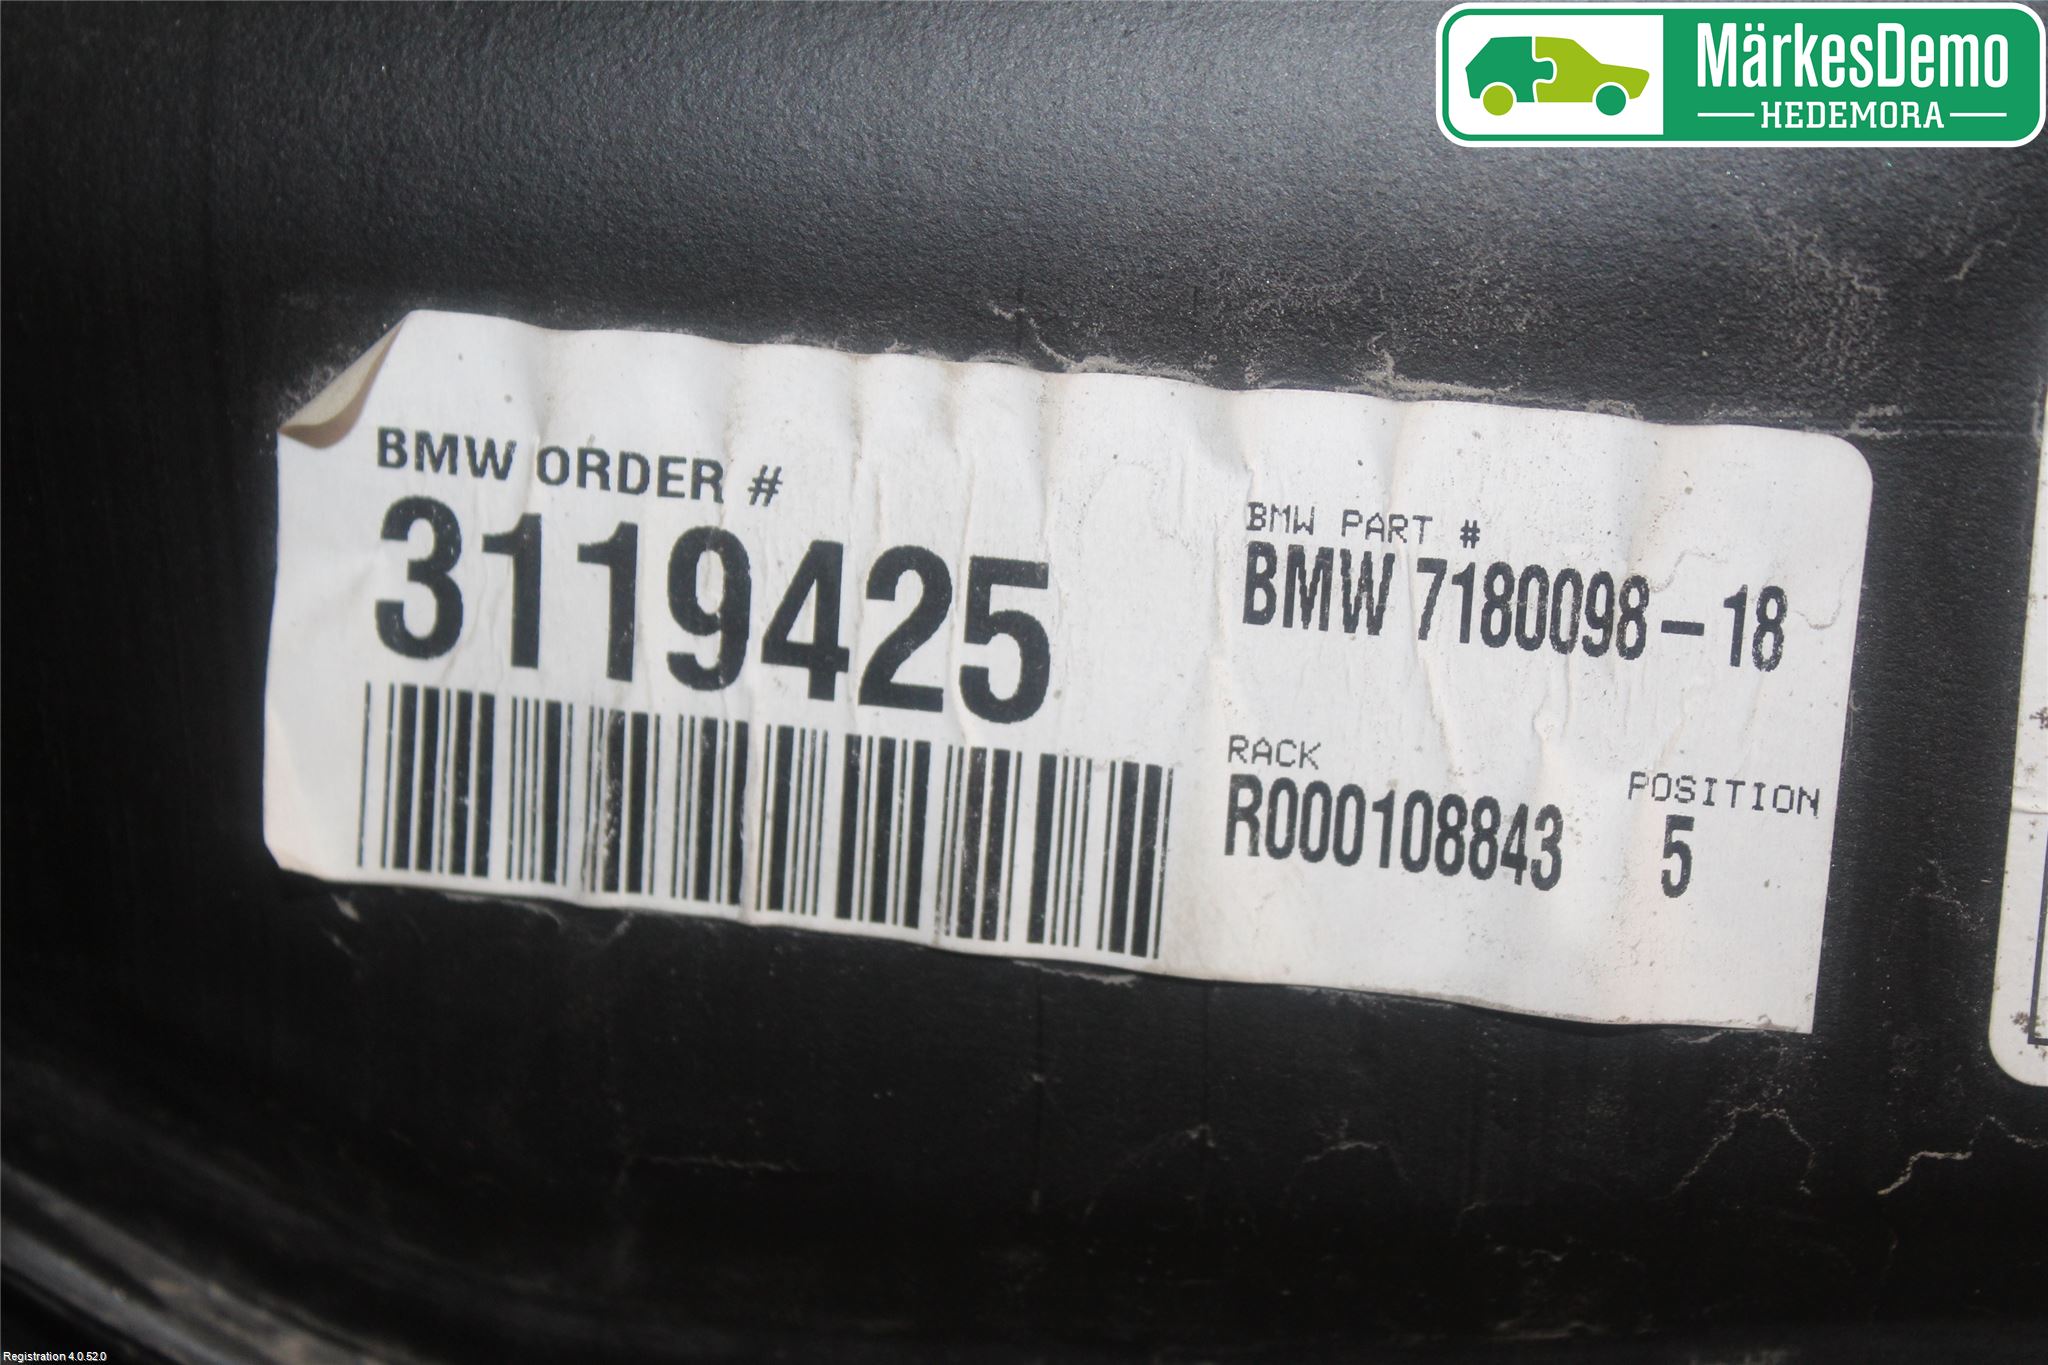 MärkesDemo
HEDEMORA
BMW ORDER #
3119425
BMW PART #
BMW 7180098-18
RACK
R000108843
POSITION
5
Registration 4.0.52.0